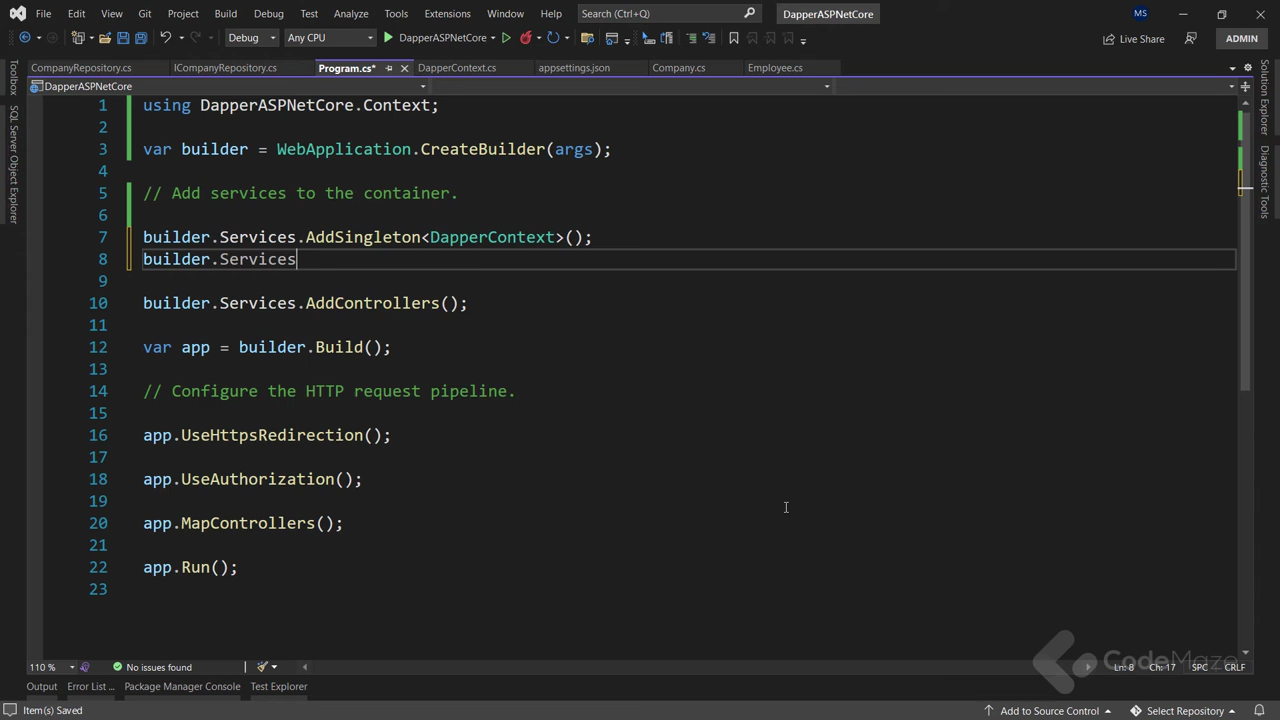 File Edit View Git Project Build Debug Test Analyze Tools Extensions Window Help Search (Ctrl+Q) DapperASPNetCore MS
Debug Any CPU DapperASPNetCore Live Share ADMIN
CompanyRepository.cs ICompanyRepository.cs Program.cs* DapperContext.cs appsettings.json Company.cs Employee.cs
DapperASPNetCore
Toolbox
SQL Server Object Explorer
Solution Explorer
Diagnostic Tools
1 using DapperASPNetCore.Context;
2
3 var builder = WebApplication.CreateBuilder(args);
4
5 // Add services to the container.
6
7 builder.Services.AddSingleton<DapperContext>();
8 builder.Services
9
10 builder.Services.AddControllers();
11
12 var app = builder.Build();
13
14 // Configure the HTTP request pipeline.
15
16 app.UseHttpsRedirection();
17
18 app.UseAuthorization();
19
20 app.MapControllers();
21
22 app.Run();
23
110 % No issues found Ln: 8 Ch: 17 SPC CRLF
CodeMaze
Output Error List ... Package Manager Console Test Explorer
Item(s) Saved Add to Source Control Select Repository